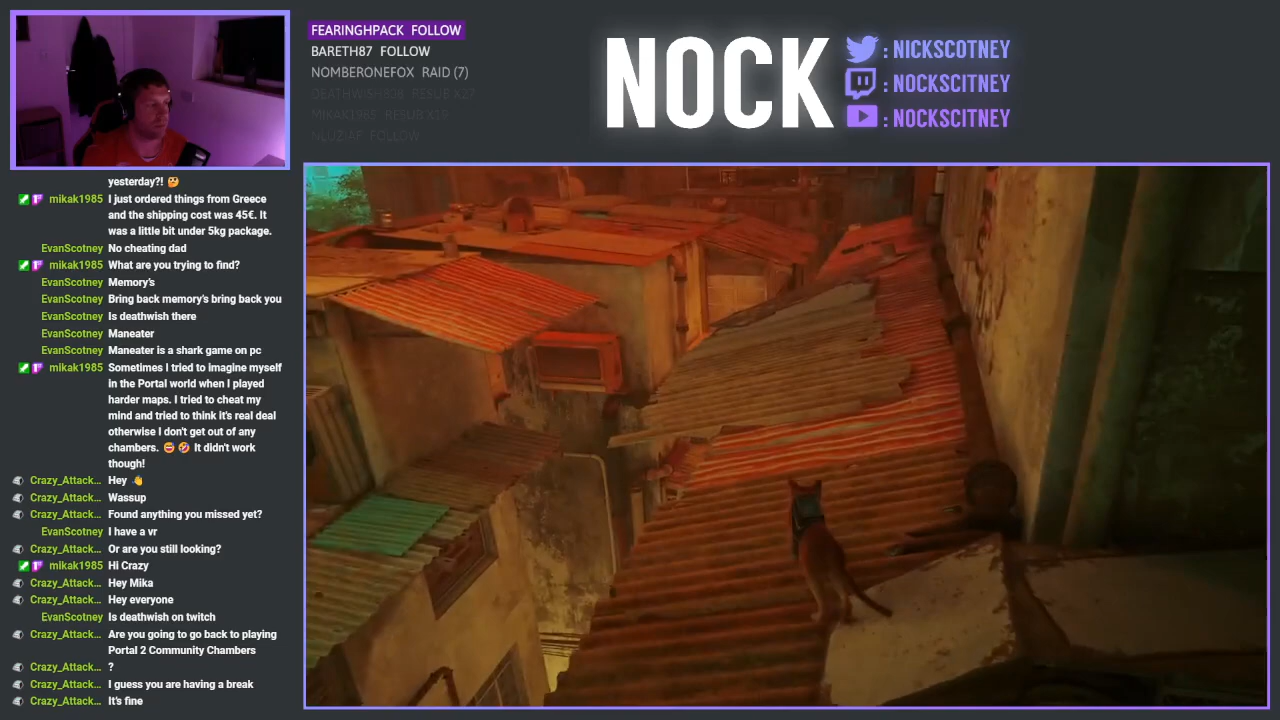 FEARINGHPACK FOLLOW
BARETH87 FOLLOW
NOMBERONEFOX RAID (7)
DEATHWISH808 RESUB X27
MIKAK1985 RESUB X19
NLUZIAF FOLLOW
NOCK
: NICKSCOTNEY
: NOCKSCITNEY
: NOCKSCITNEY
yesterday?! 🤔
mikak1985 I just ordered things from Greece
and the shipping cost was 45€. It
was a little bit under 5kg package.
EvanScotney No cheating dad
mikak1985 What are you trying to find?
EvanScotney Memory's
EvanScotney Bring back memory's bring back you
EvanScotney Is deathwish there
EvanScotney Maneater
EvanScotney Maneater is a shark game on pc
mikak1985 Sometimes I tried to imagine myself
in the Portal world when I played
harder maps. I tried to cheat my
mind and tried to think it's real deal
otherwise I don't get out of any
chambers. 😅 🤣 It didn't work
though!
Crazy_Attack... Hey 👋
Crazy_Attack... Wassup
Crazy_Attack... Found anything you missed yet?
EvanScotney I have a vr
Crazy_Attack... Or are you still looking?
mikak1985 Hi Crazy
Crazy_Attack... Hey Mika
Crazy_Attack... Hey everyone
EvanScotney Is deathwish on twitch
Crazy_Attack... Are you going to go back to playing
Portal 2 Community Chambers
Crazy_Attack... ?
Crazy_Attack... I guess you are having a break
Crazy_Attack... It's fine